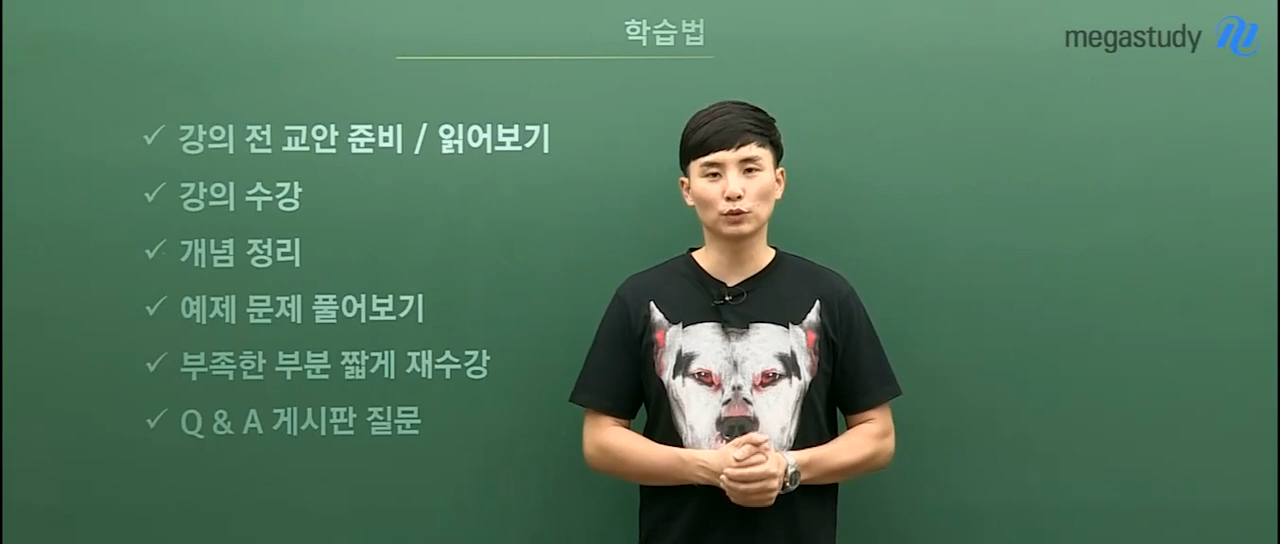 학습법
megastudy
✓ 강의 전 교안 준비 / 읽어보기
✓ 강의 수강
✓ 개념 정리
✓ 예제 문제 풀어보기
✓ 부족한 부분 짧게 재수강
✓ Q & A 게시판 질문